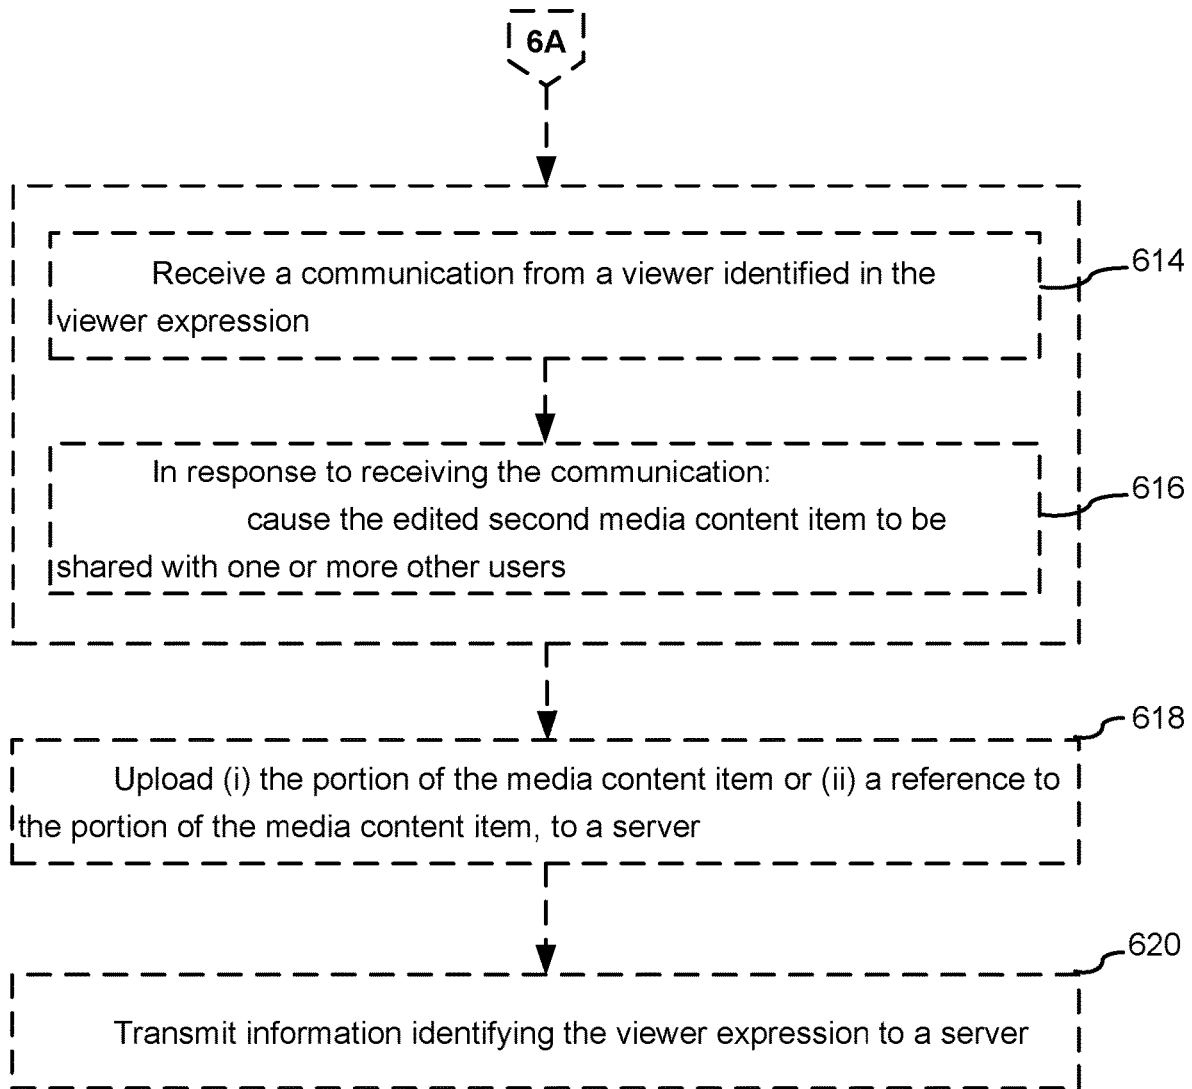 6A
Receive a communication from a viewer identified in the
viewer expression
614
In response to receiving the communication:
cause the edited second media content item to be
shared with one or more other users
616
618
Upload (i) the portion of the media content item or (ii) a reference to
the portion of the media content item, to a server
620
Transmit information identifying the viewer expression to a server